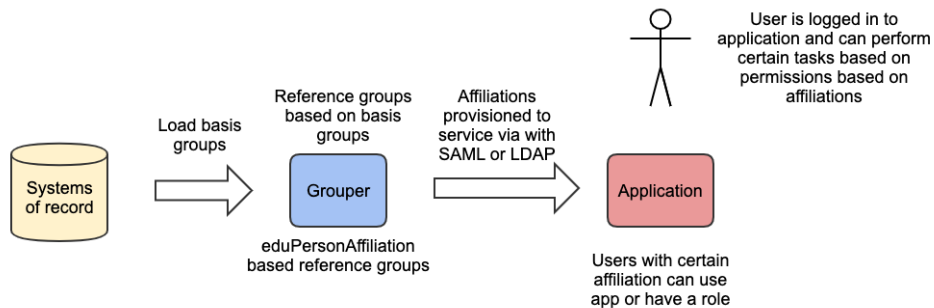 User is logged in to
application and can perform
certain tasks based on
permissions based on
affiliations
Load basis
groups
Reference groups
based on basis
groups
Affiliations
provisioned to
service via with
SAML or LDAP
Systems
of record
Grouper
Application
eduPersonAffiliation
based reference groups
Users with certain
affiliation can use
app or have a role